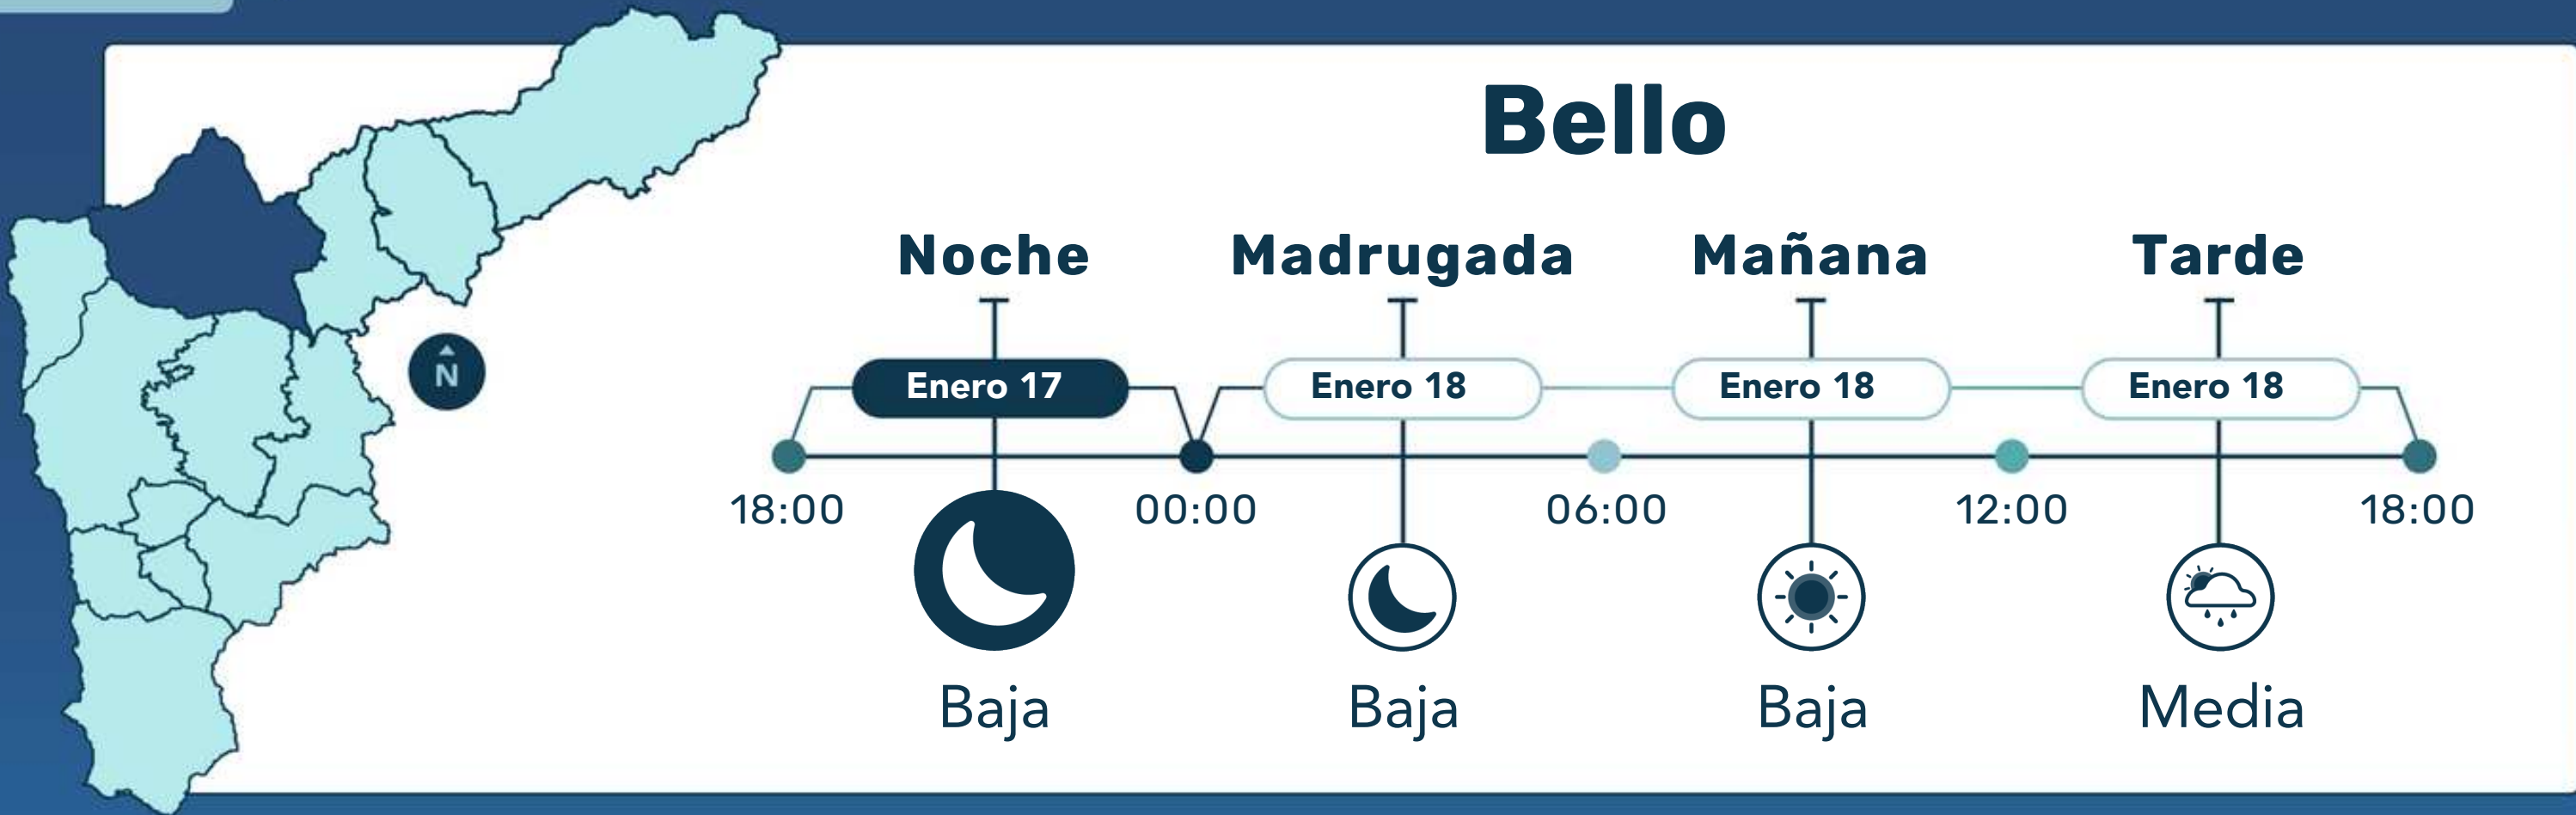 Bello
Noche Madrugada Mañana Tarde
Enero 17 Enero 18 Enero 18 Enero 18
N
18:00 00:00 06:00 12:00 18:00
Baja Baja Baja Media